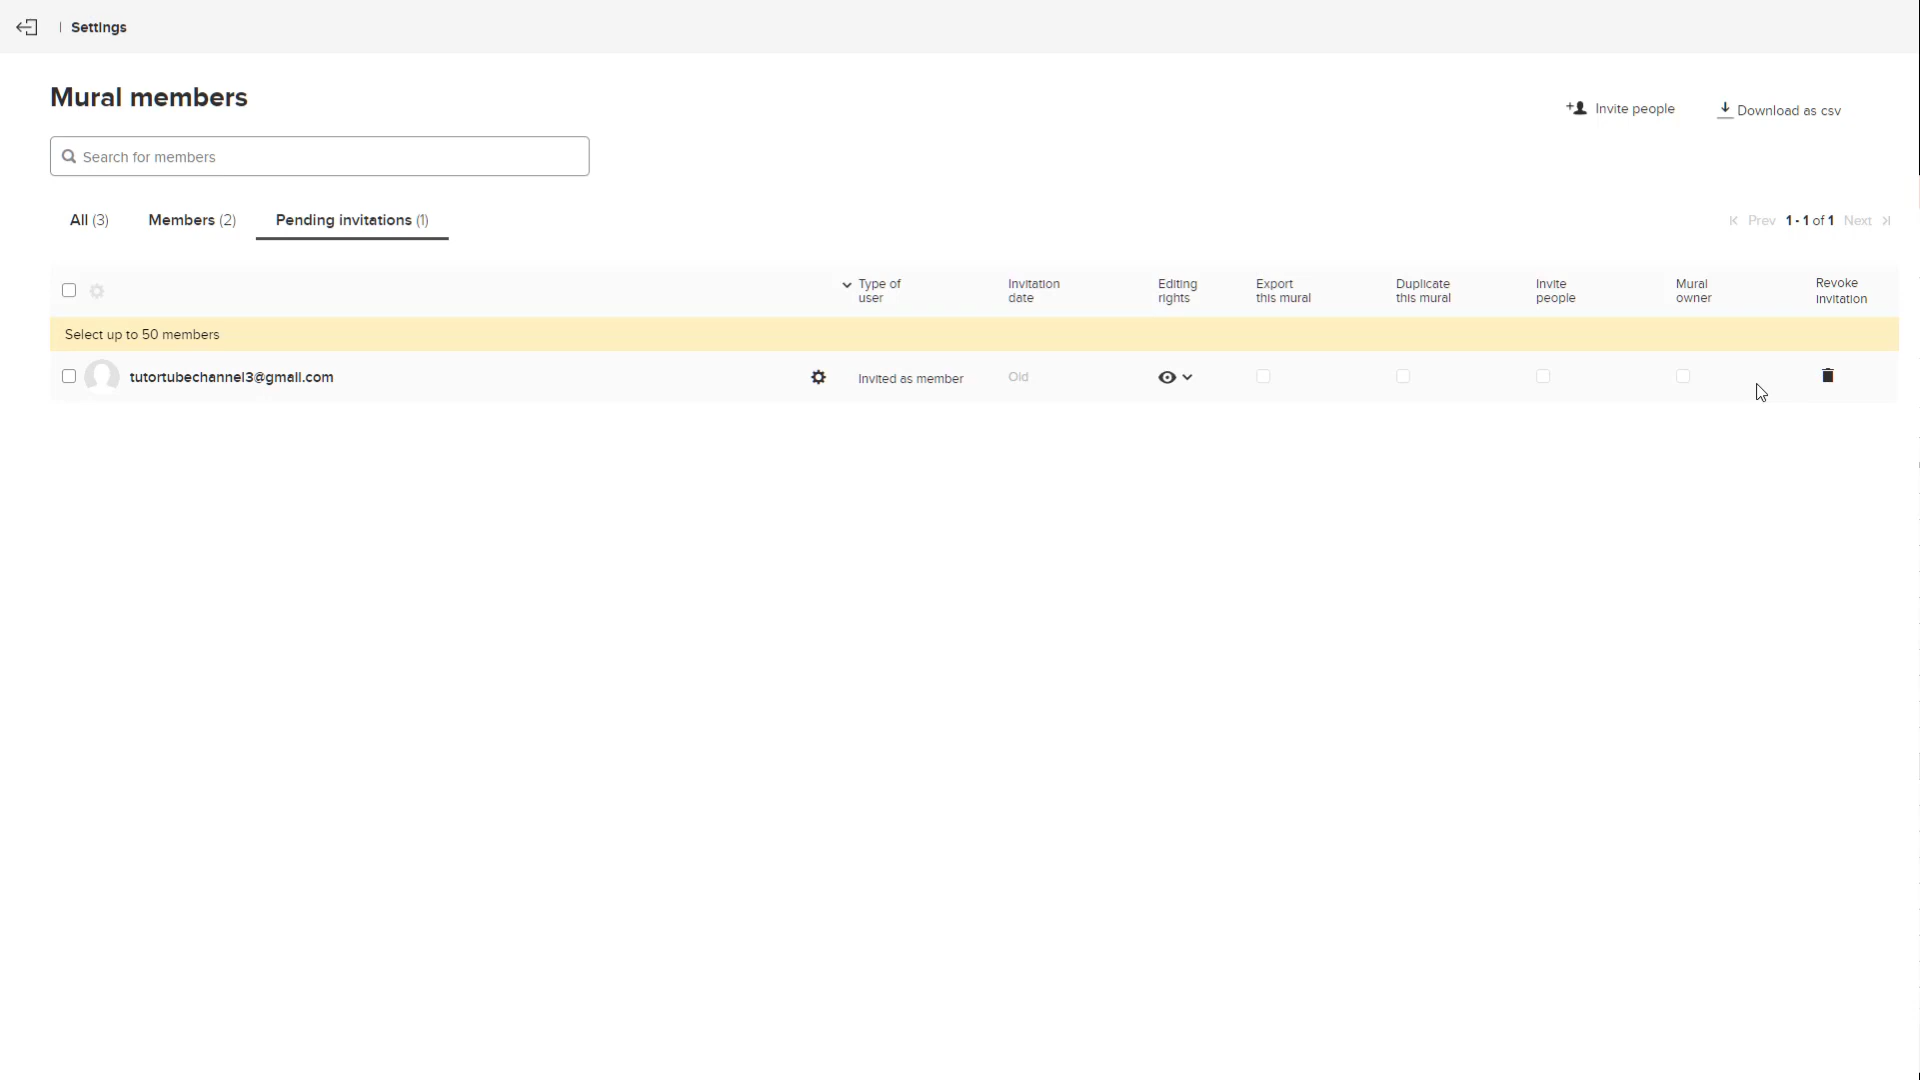 Settings
Mural members
Invite people
Download as csv
Search for members
All (3)
Members (2)
Pending invitations (1)
Prev 1 - 1 of 1 Next
Type of user
Invitation date
Editing rights
Export this mural
Duplicate this mural
Invite people
Mural owner
Revoke invitation
Select up to 50 members
tutortubechannel3@gmail.com
Invited as member
Old